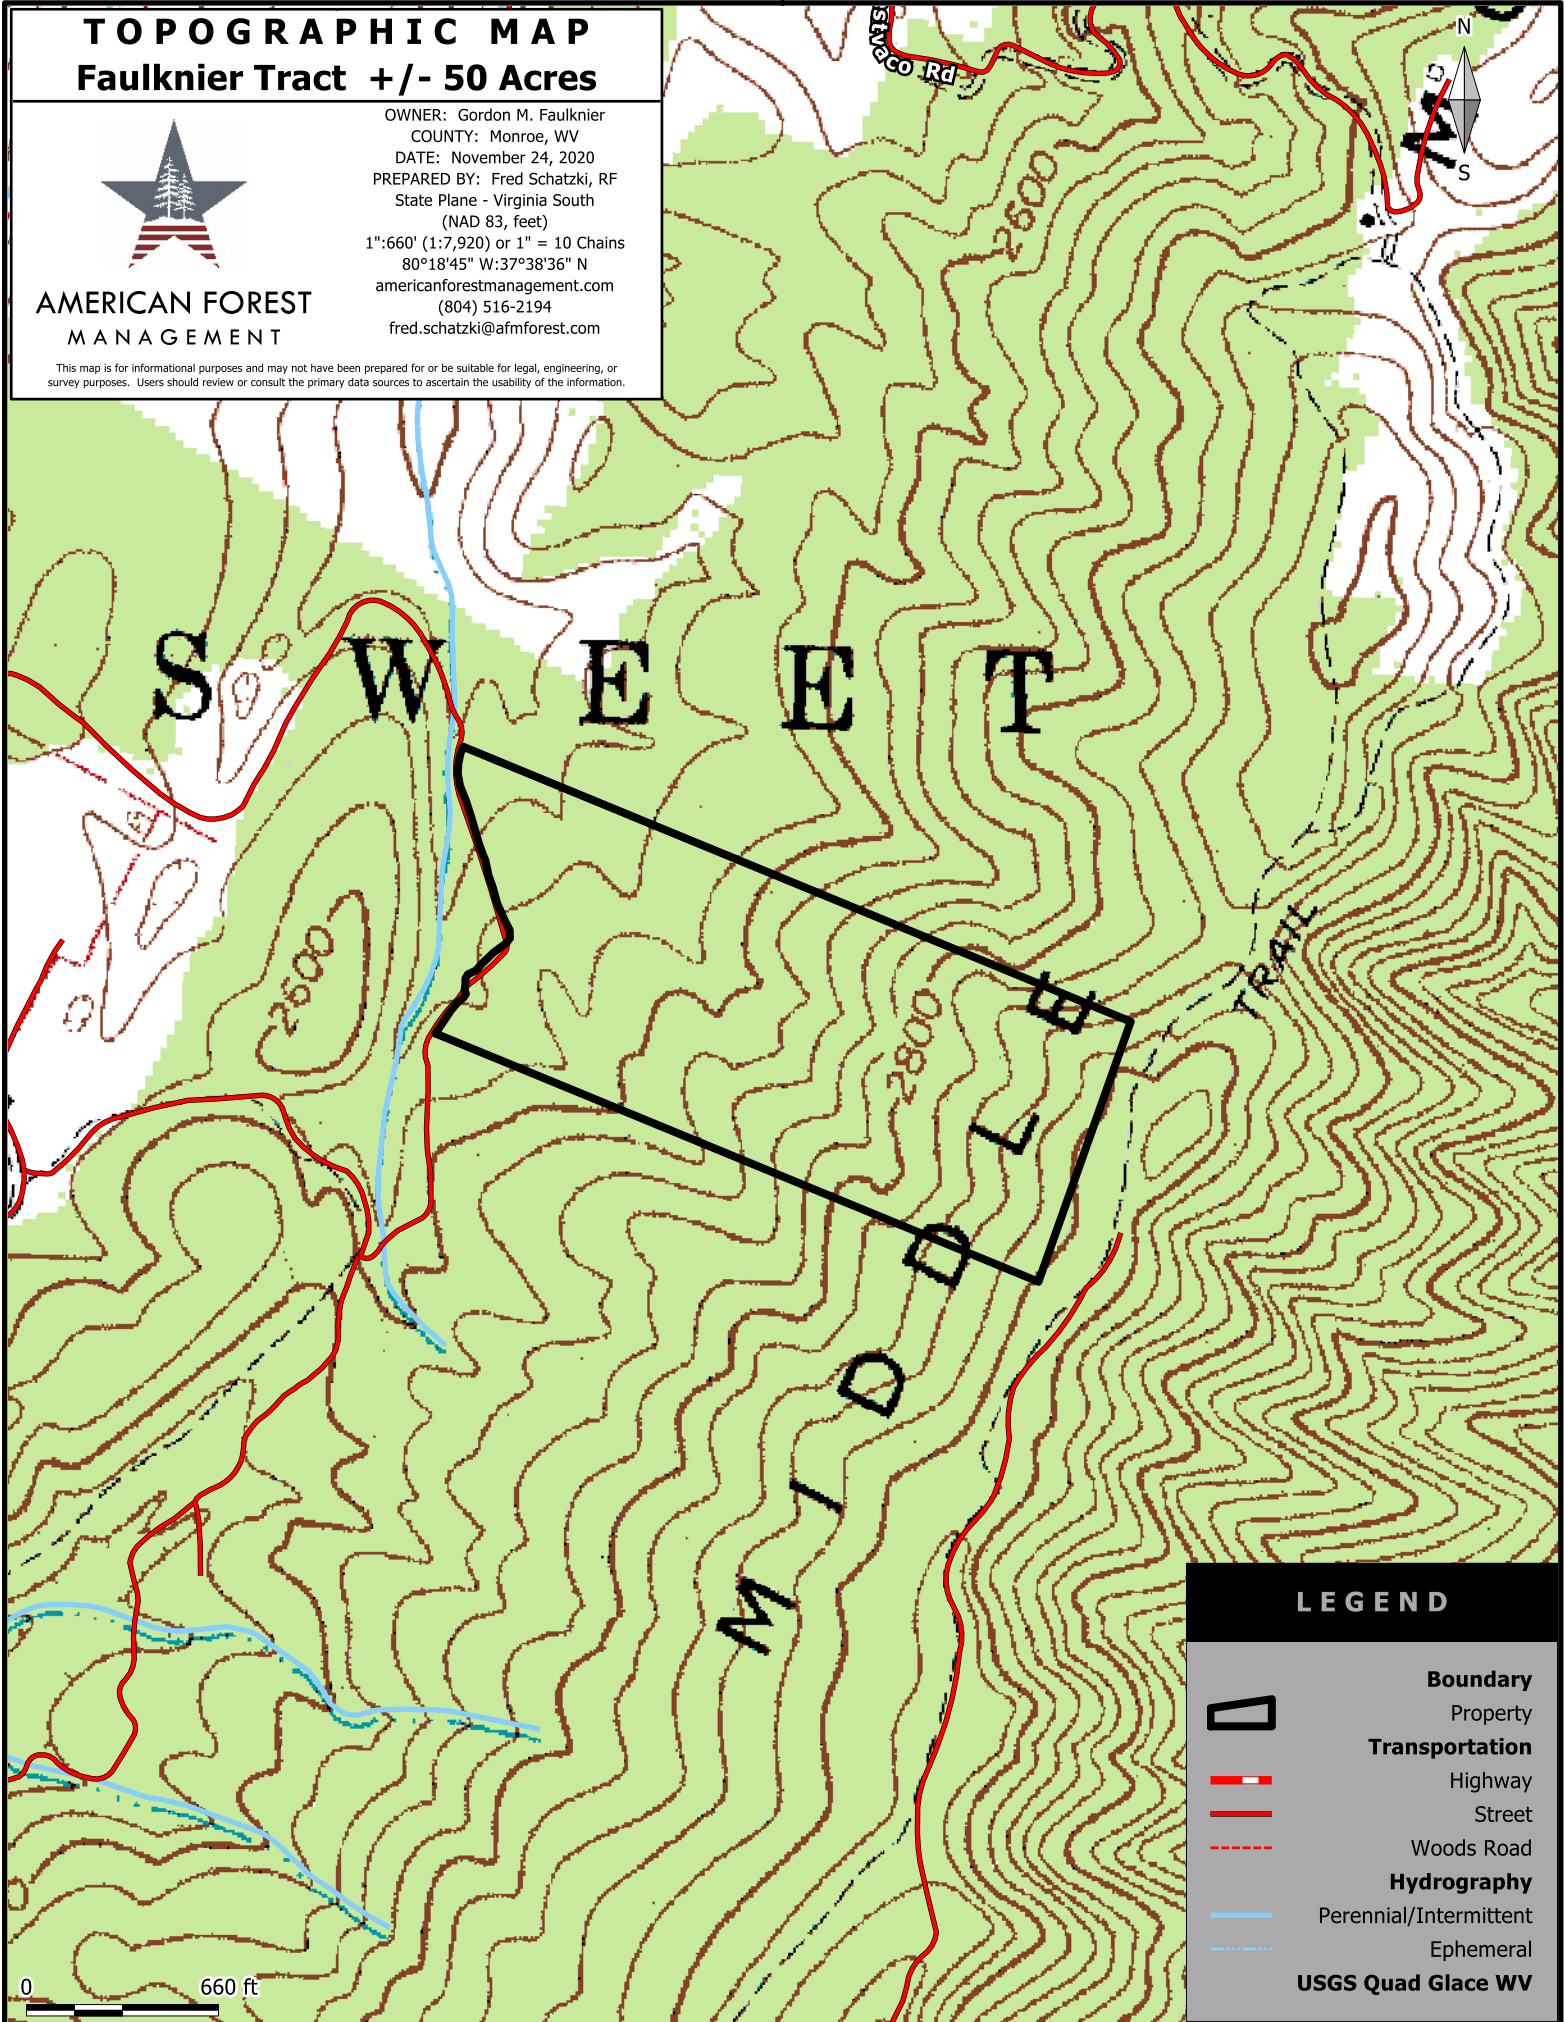 TOPOGRAPHIC MAP
Faulknier Tract +/- 50 Acres
OWNER: Gordon M. Faulknier
COUNTY: Monroe, WV
DATE: November 24, 2020
PREPARED BY: Fred Schatzki, RF
State Plane - Virginia South
(NAD 83, feet)
1":660' (1:7,920) or 1" = 10 Chains
80°18'45" W:37°38'36" N
americanforestmanagement.com
(804) 516-2194
fred.schatzki@afmforest.com
AMERICAN FOREST
MANAGEMENT
This map is for informational purposes and may not have been prepared for or be suitable for legal, engineering, or
survey purposes. Users should review or consult the primary data sources to ascertain the usability of the information.
stvaco Rd
N
S
2600
SWEET
2600
2800
TRAIL
MIDDLE
0 660 ft
LEGEND
Boundary
Property
Transportation
Highway
Street
Woods Road
Hydrography
Perennial/Intermittent
Ephemeral
USGS Quad Glace WV